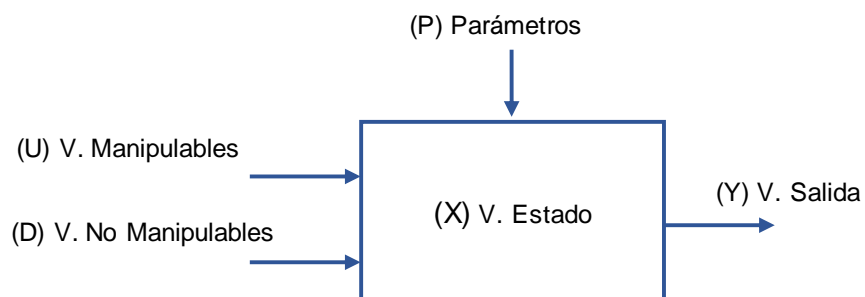 (P) Parámetros
(U) V. Manipulables
(D) V. No Manipulables
(X) V. Estado
(Y) V. Salida